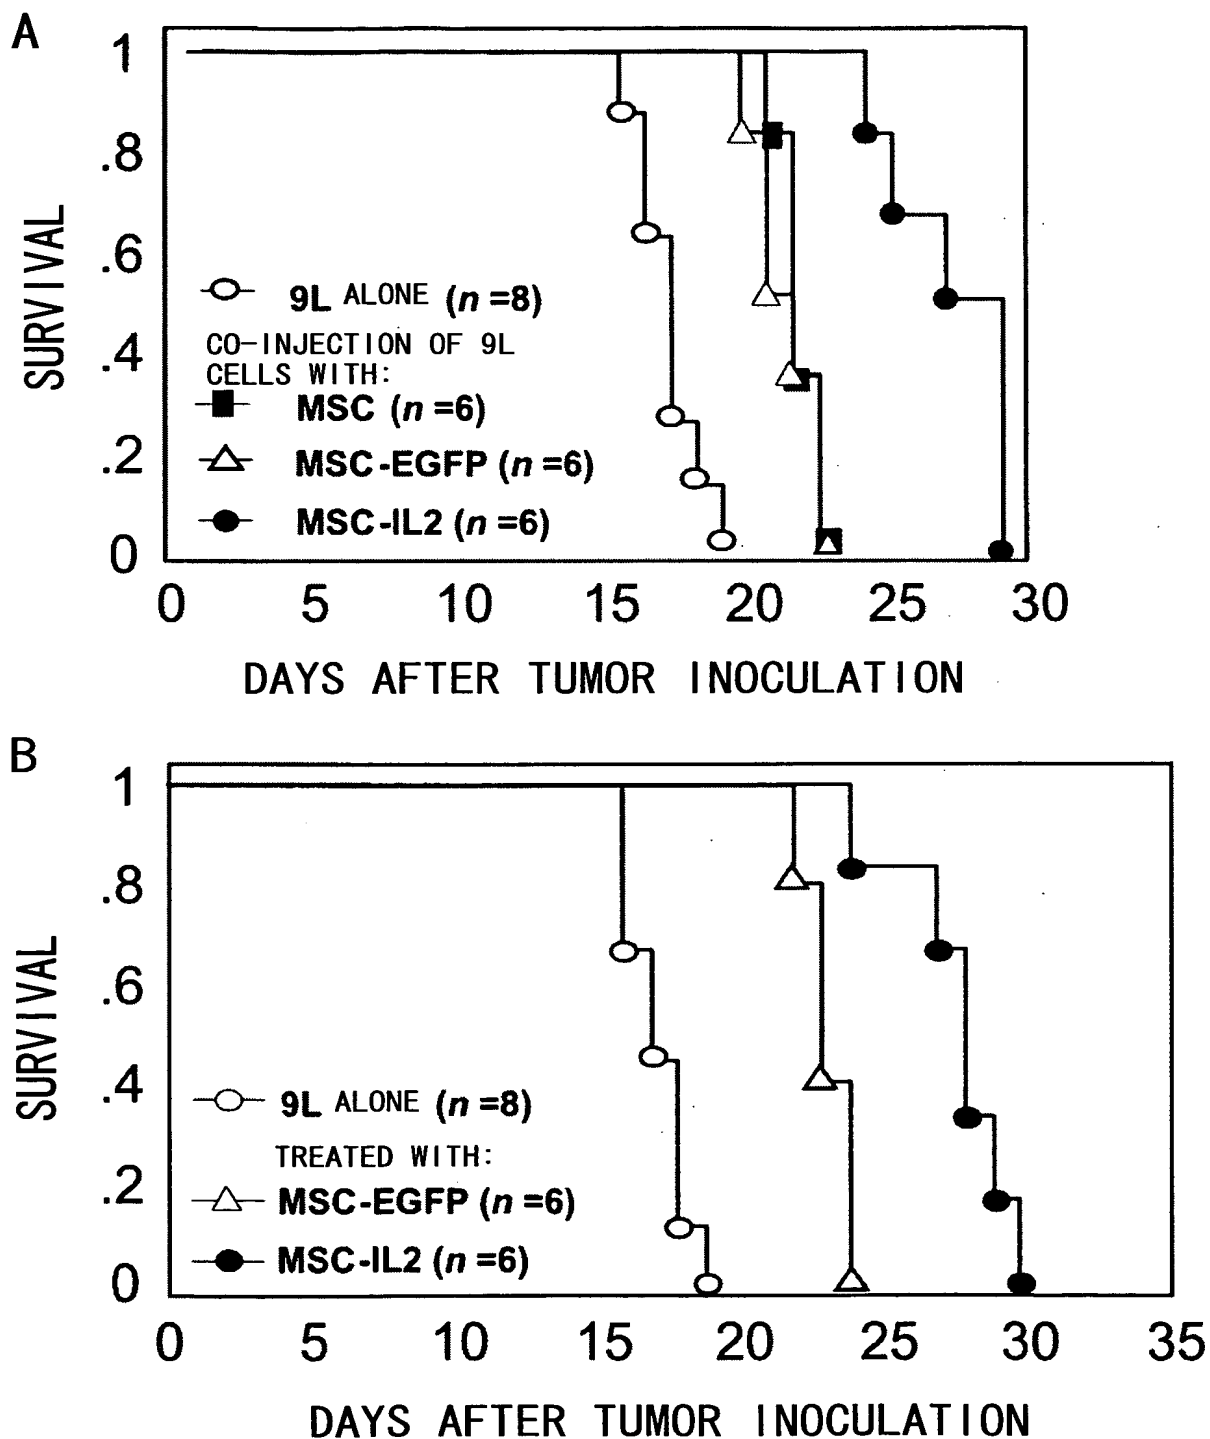 A
1
.8
.6
.4
.2
0
SURVIVAL
9L ALONE (n =8)
CO-INJECTION OF 9L
CELLS WITH:
MSC (n =6)
MSC-EGFP (n =6)
MSC-IL2 (n =6)
0 5 10 15 20 25 30
DAYS AFTER TUMOR INOCULATION
B
1
.8
.6
.4
.2
0
SURVIVAL
9L ALONE (n =8)
TREATED WITH:
MSC-EGFP (n =6)
MSC-IL2 (n =6)
0 5 10 15 20 25 30 35
DAYS AFTER TUMOR INOCULATION